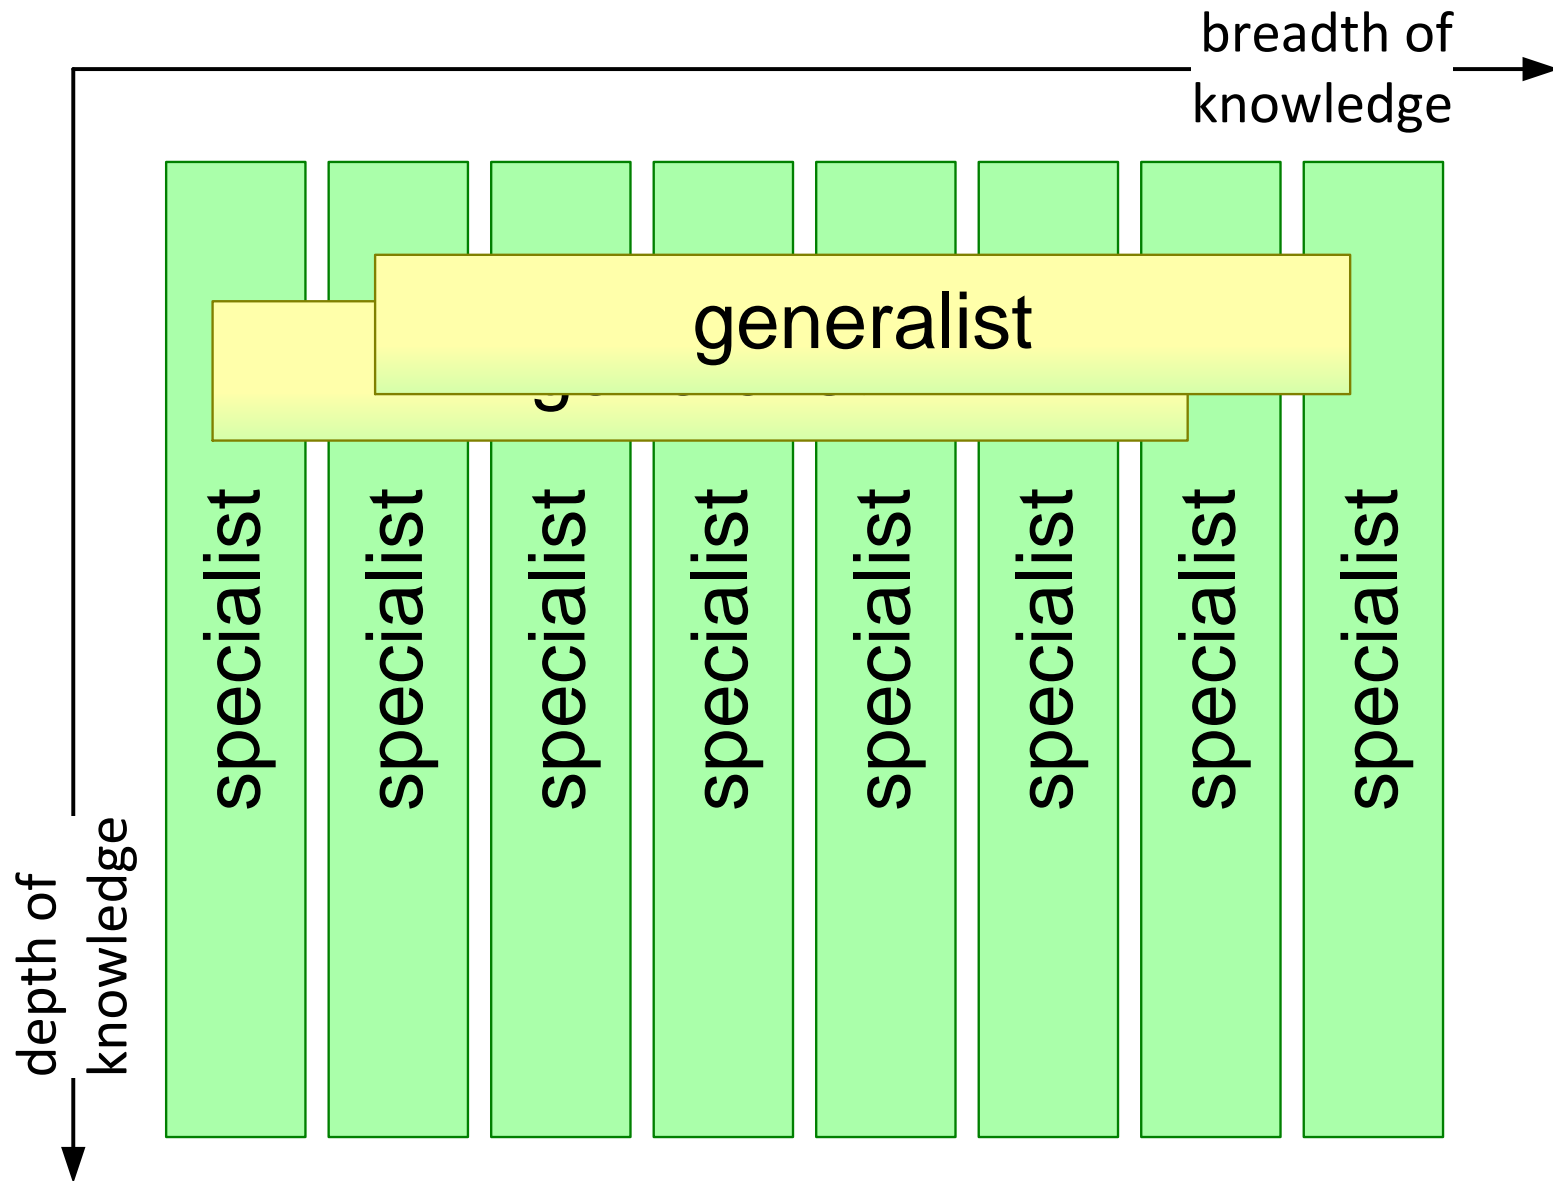 breadth of
knowledge
generalist
specialist
specialist
specialist
specialist
specialist
specialist
specialist
specialist
depth of
knowledge